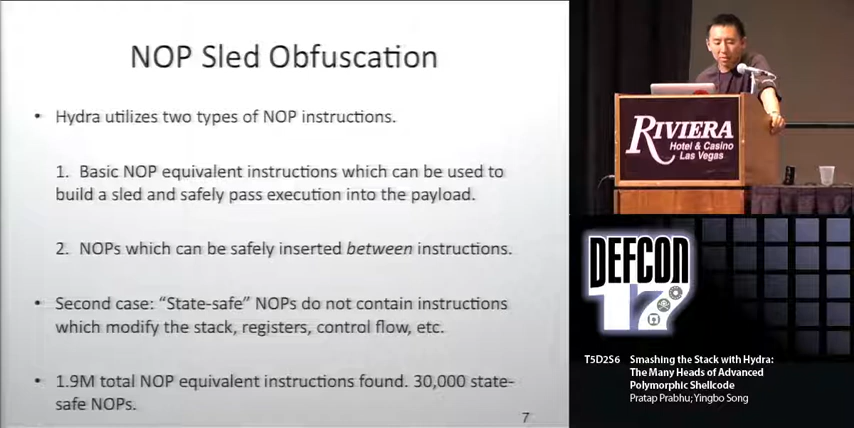 NOP Sled Obfuscation
• Hydra utilizes two types of NOP instructions.
1. Basic NOP equivalent instructions which can be used to
build a sled and safely pass execution into the payload.
2. NOPs which can be safely inserted between instructions.
• Second case: “State-safe” NOPs do not contain instructions
which modify the stack, registers, control flow, etc.
• 1.9M total NOP equivalent instructions found. 30,000 state-
safe NOPs.
7
RIVIERA
Hotel & Casino
Las Vegas
DEFCON
17
T5D2S6 Smashing the Stack with Hydra:
The Many Heads of Advanced
Polymorphic Shellcode
Pratap Prabhu; Yingbo Song